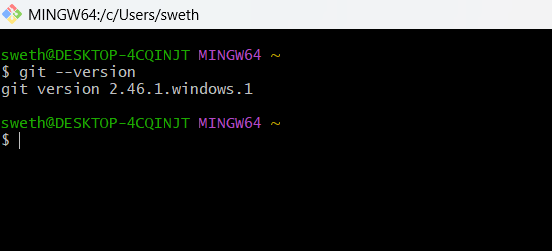 MINGW64:/c/Users/sweth
sweth@DESKTOP-4CQINJT MINGW64 ~
$ git --version
git version 2.46.1.windows.1
sweth@DESKTOP-4CQINJT MINGW64 ~
$